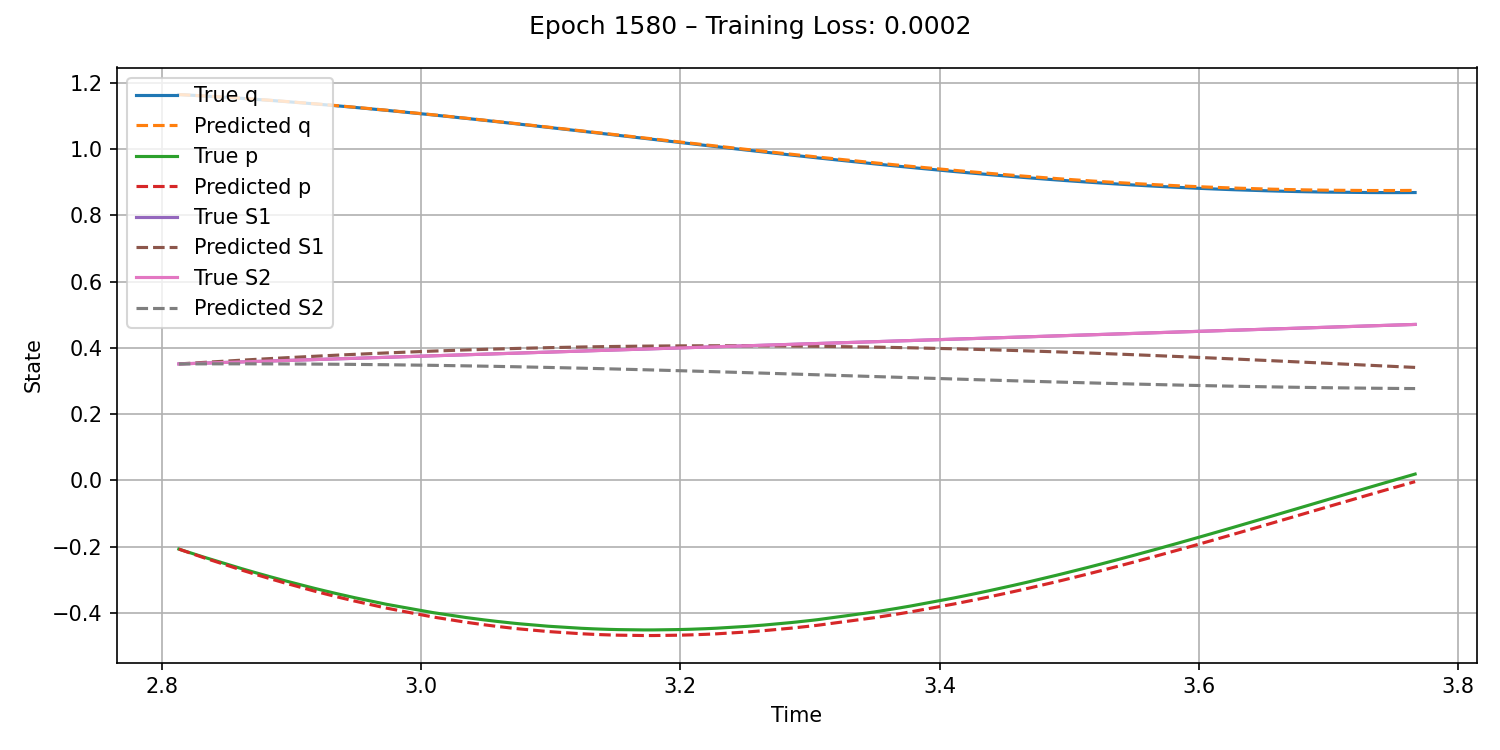 Epoch 1580 – Training Loss: 0.0002
1.2
1.0
0.8
0.6
0.4
0.2
0.0
−0.2
−0.4
State
True q
Predicted q
True p
Predicted p
True S1
Predicted S1
True S2
Predicted S2
2.8 3.0 3.2 3.4 3.6 3.8
Time